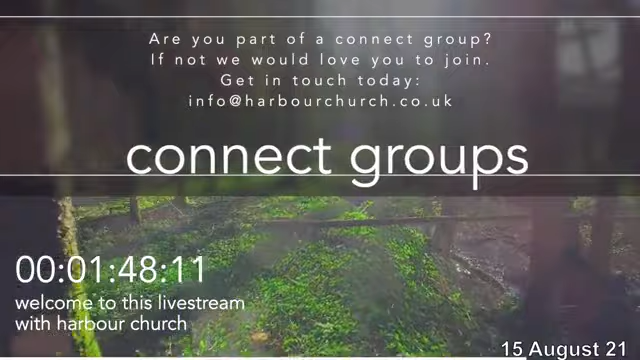 Are you part of a connect group?
If not we would love you to join.
Get in touch today:
info@harbourchurch.co.uk
connect groups
00:01:48:11
welcome to this livestream
with harbour church
15 August 21